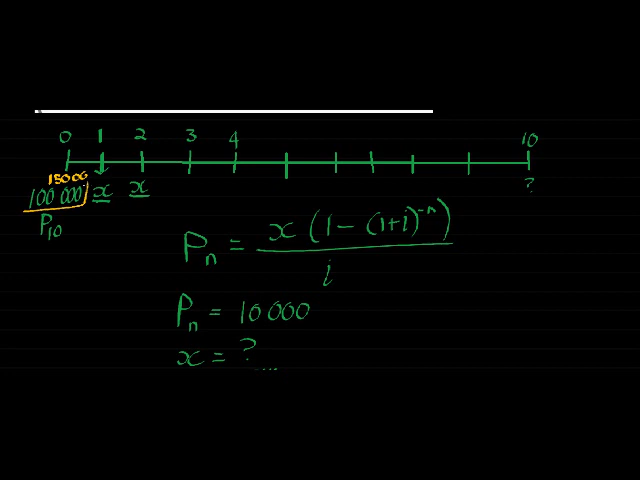 0 1 2 3 4 10
15000
100 000 x x ?
P10
Pn = x(1-(1+i)^-n)
i
Pn = 10 000
x = ?